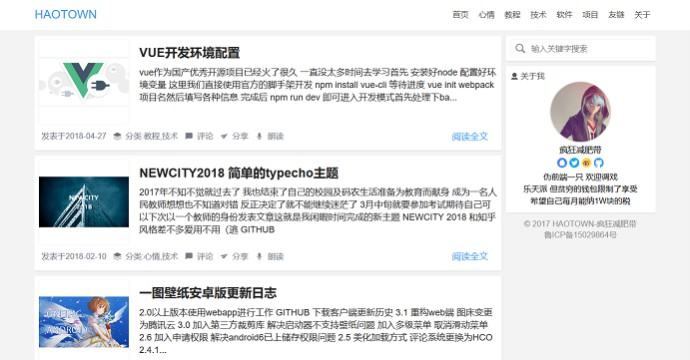 HAOTOWN
首页 心情 教程 技术 软件 项目 友链 关于
VUE开发环境配置
vue作为国产优秀开源项目已经火了很久 一直没太多时间去学习首先 安装好node 配置好环
境变量 这里我们直接使用官方的脚手架开发 npm install vue-cli 等待进度 vue init webpack
项目名然后填写各种信息 完成后 npm run dev 即可进入开发模式首先处理下ba...
发表于2018-04-27 分类 教程,技术 评论 分享 朗读 阅读全文
NEWCITY2018 简单的typecho主题
NEWCITY
2018
2017年不知不觉就过去了 我也结束了自己的校园及码农生活准备为教育而献身 成为一名人
民教师想想也不知道对错 反正决定了就不能继续迷茫了 3月中旬就要参加考试期待自己可
以下次以一个教师的身份发表文章这就是我闲暇时间完成的新主题 NEWCITY 2018 和知乎
风格差不多爱用不用（逃 GITHUB
发表于2018-02-10 分类 心情,技术 评论 分享 朗读 阅读全文
一图壁纸安卓版更新日志
ANDROID
2.0以上版本使用webapp进行工作 GITHUB 下载客户端更新历史 3.1 重构web端 图床变更
为腾讯云 3.0 加入第三方裁剪库 解决启动器不支持壁纸问题 加入多级菜单 取消滑动菜单
2.6 加入申请权限 解决android6已上储存权限问题 2.5 美化加载方式 评论系统更换为HCO
2.4.1...
输入关键字搜索
关于我
疯狂减肥带
伪前端一只 欢迎调戏
乐天派 但贫穷的钱包限制了享受
希望自己每月能纳1W块的税
© 2017 HAOTOWN-疯狂减肥带
鲁ICP备15029864号